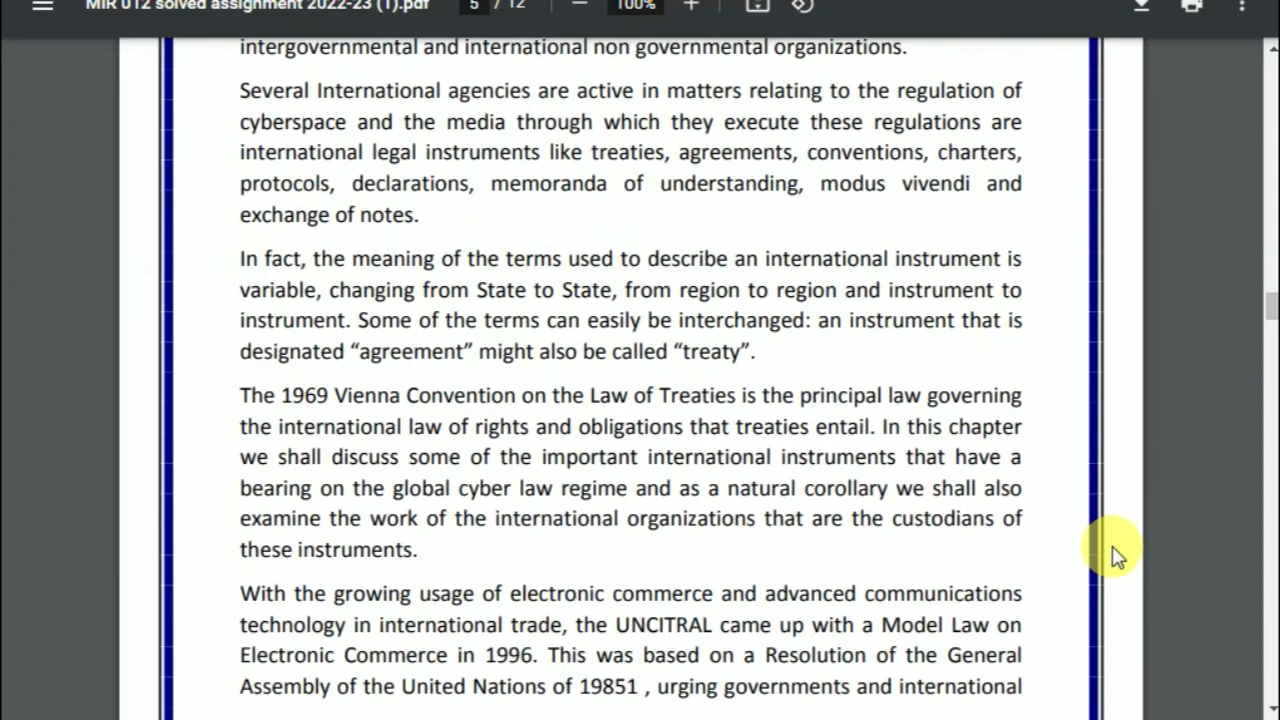 MIR 012 solved assignment 2022-23 (1).pdf 5 / 12 100%
intergovernmental and international non governmental organizations.
Several International agencies are active in matters relating to the regulation of
cyberspace and the media through which they execute these regulations are
international legal instruments like treaties, agreements, conventions, charters,
protocols, declarations, memoranda of understanding, modus vivendi and
exchange of notes.
In fact, the meaning of the terms used to describe an international instrument is
variable, changing from State to State, from region to region and instrument to
instrument. Some of the terms can easily be interchanged: an instrument that is
designated “agreement” might also be called “treaty”.
The 1969 Vienna Convention on the Law of Treaties is the principal law governing
the international law of rights and obligations that treaties entail. In this chapter
we shall discuss some of the important international instruments that have a
bearing on the global cyber law regime and as a natural corollary we shall also
examine the work of the international organizations that are the custodians of
these instruments.
With the growing usage of electronic commerce and advanced communications
technology in international trade, the UNCITRAL came up with a Model Law on
Electronic Commerce in 1996. This was based on a Resolution of the General
Assembly of the United Nations of 19851 , urging governments and international